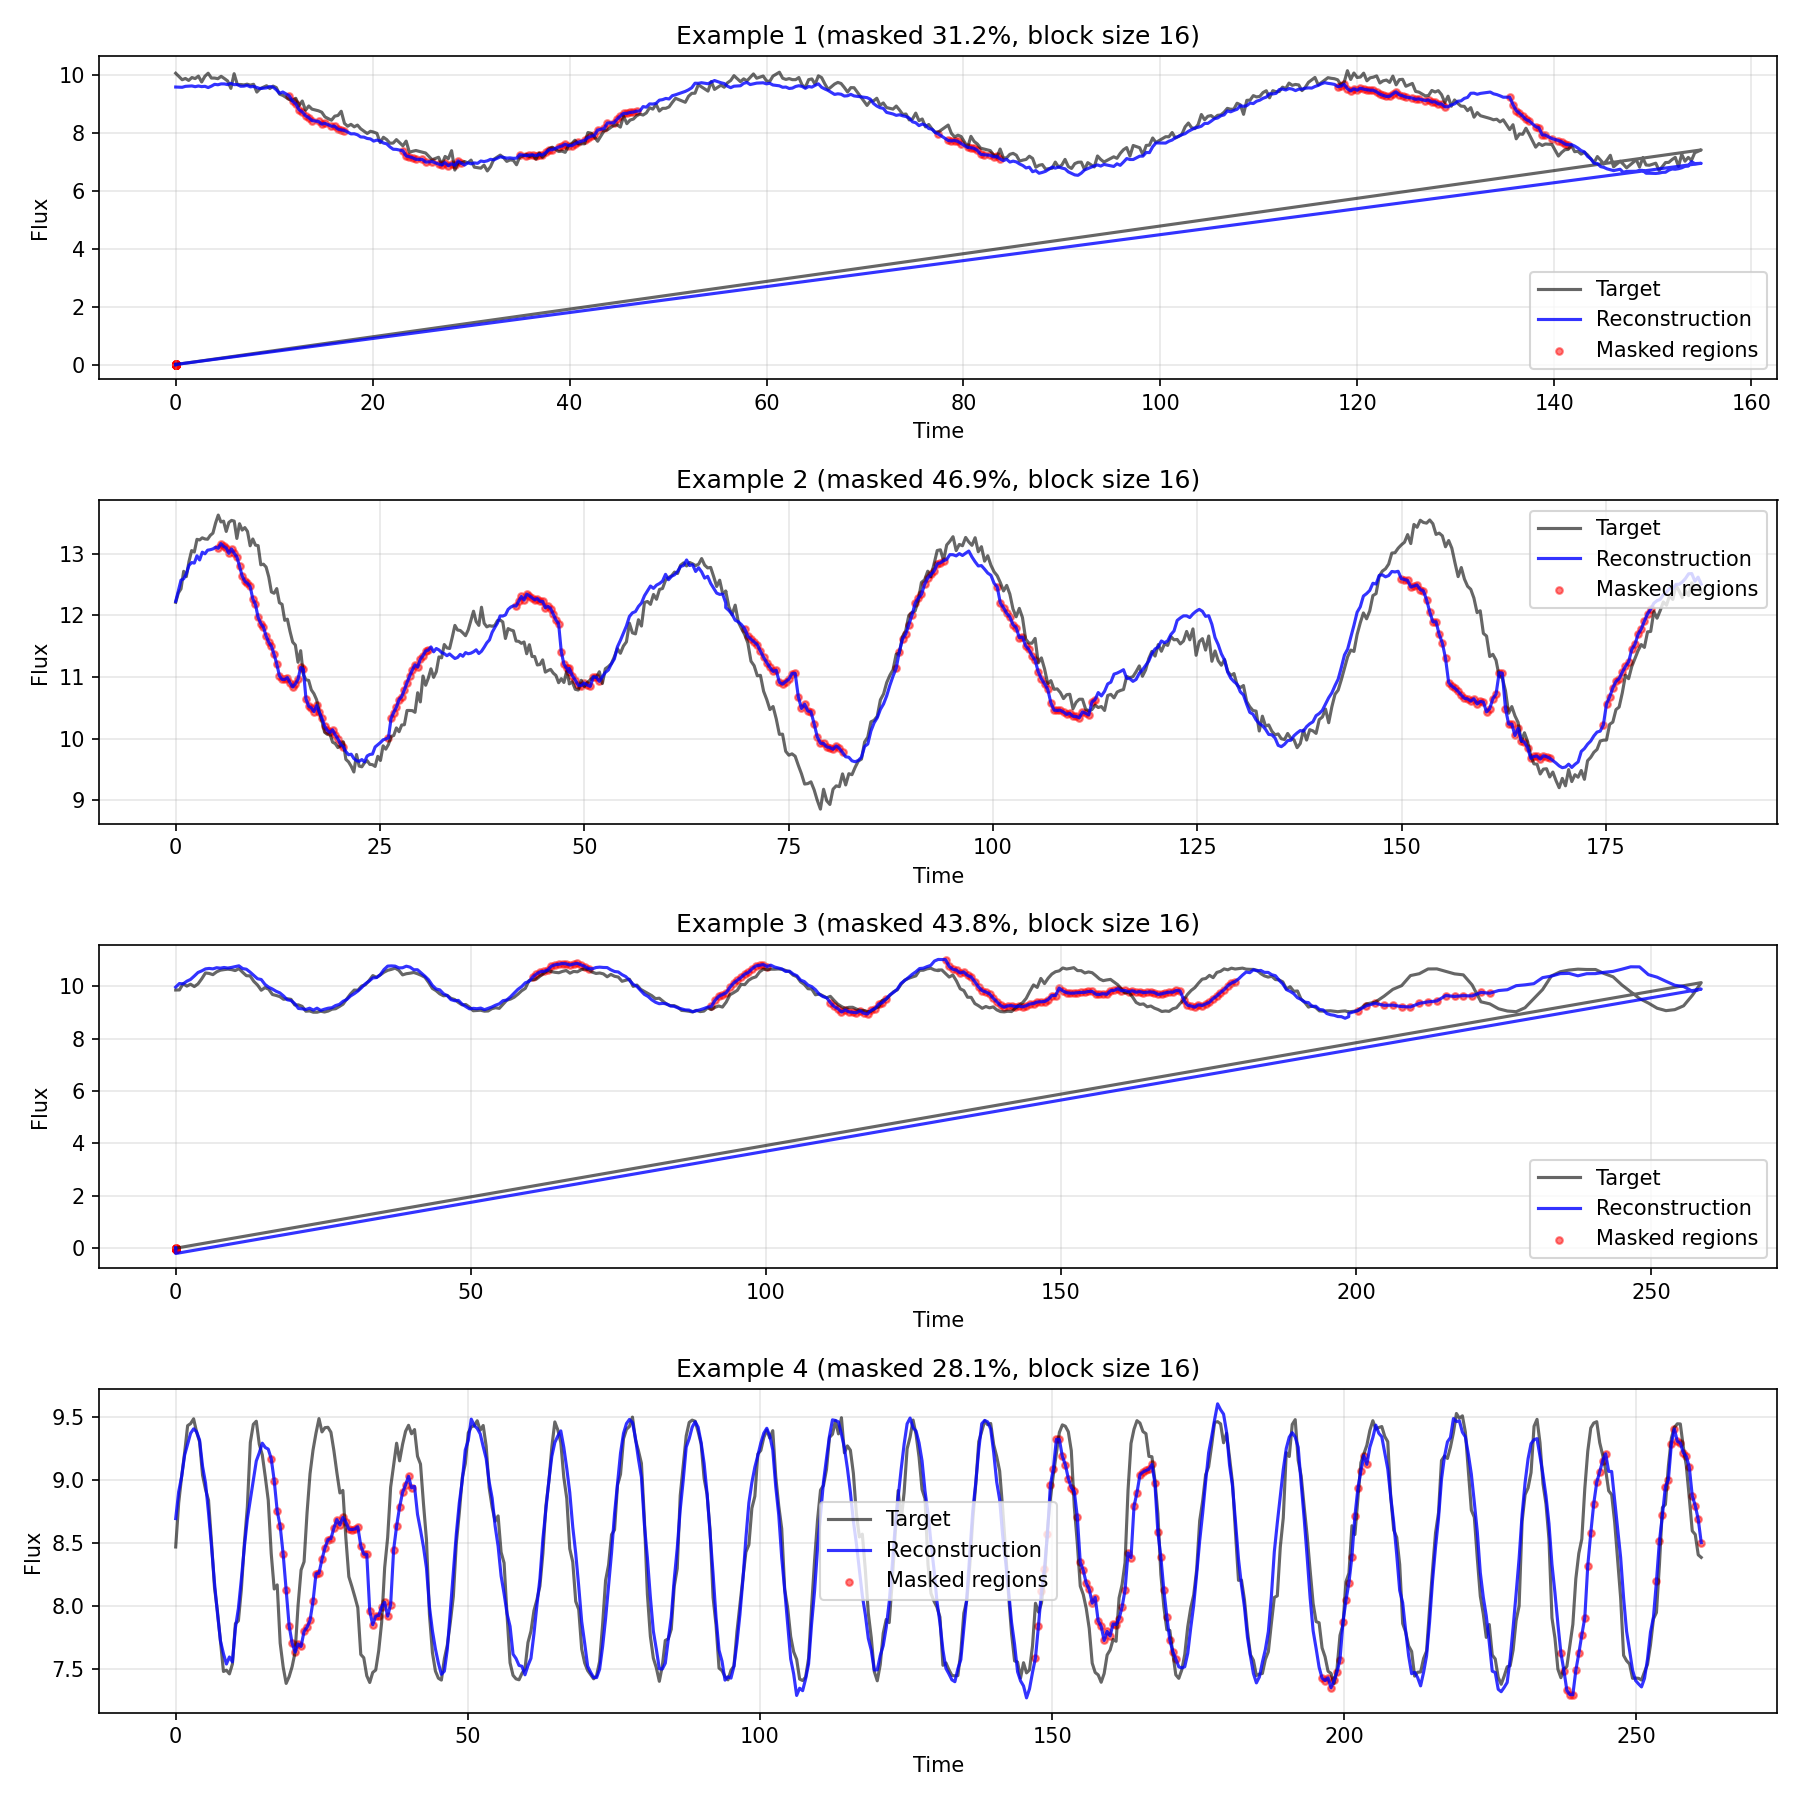 Example 1 (masked 31.2%, block size 16)
10
8
6
4
2
0
Flux
Target
Reconstruction
Masked regions
0 20 40 60 80 100 120 140 160
Time
Example 2 (masked 46.9%, block size 16)
13
12
11
10
9
Flux
Target
Reconstruction
Masked regions
0 25 50 75 100 125 150 175
Time
Example 3 (masked 43.8%, block size 16)
10
8
6
4
2
0
Flux
Target
Reconstruction
Masked regions
0 50 100 150 200 250
Time
Example 4 (masked 28.1%, block size 16)
9.5
9.0
8.5
8.0
7.5
Flux
Target
Reconstruction
Masked regions
0 50 100 150 200 250
Time